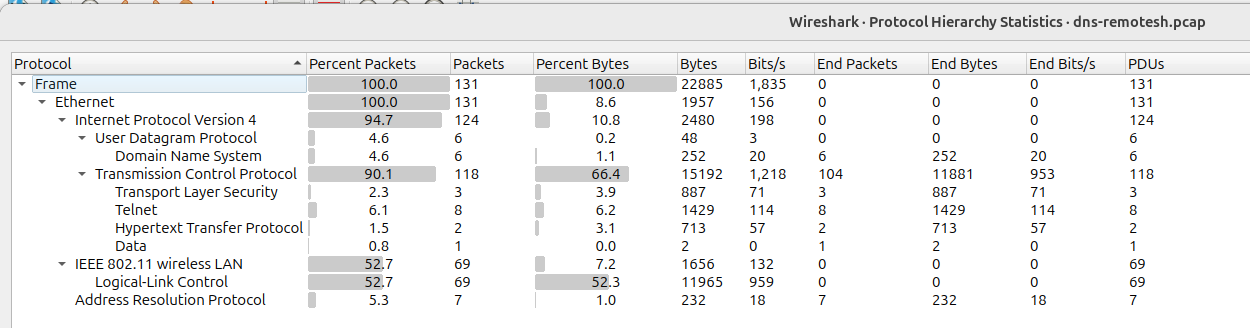 Wireshark · Protocol Hierarchy Statistics · dns-remotesh.pcap
Protocol Percent Packets Packets Percent Bytes Bytes Bits/s End Packets End Bytes End Bits/s PDUs
Frame 100.0 131 100.0 22885 1,835 0 0 0 131
Ethernet 100.0 131 8.6 1957 156 0 0 0 131
Internet Protocol Version 4 94.7 124 10.8 2480 198 0 0 0 124
User Datagram Protocol 4.6 6 0.2 48 3 0 0 0 6
Domain Name System 4.6 6 1.1 252 20 6 252 20 6
Transmission Control Protocol 90.1 118 66.4 15192 1,218 104 11881 953 118
Transport Layer Security 2.3 3 3.9 887 71 3 887 71 3
Telnet 6.1 8 6.2 1429 114 8 1429 114 8
Hypertext Transfer Protocol 1.5 2 3.1 713 57 2 713 57 2
Data 0.8 1 0.0 2 0 1 2 0 1
IEEE 802.11 wireless LAN 52.7 69 7.2 1656 132 0 0 0 69
Logical-Link Control 52.7 69 52.3 11965 959 0 0 0 69
Address Resolution Protocol 5.3 7 1.0 232 18 7 232 18 7